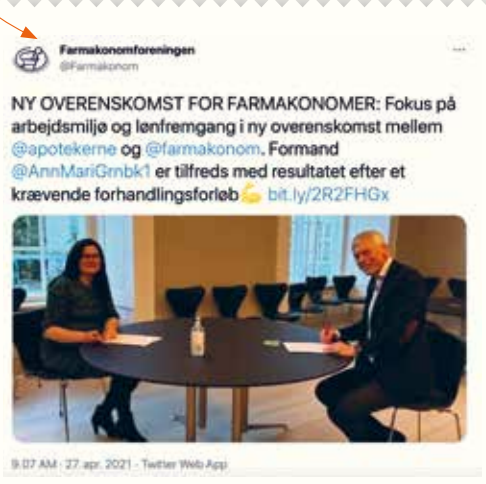 Farmakonomforeningen
@Farmakonom
NY OVERENSKOMST FOR FARMAKONOMER: Fokus på
arbejdsmiljø og lønfremgang i ny overenskomst mellem
@apotekerne og @farmakonom. Formand
@AnnMariGrnbk1 er tilfreds med resultatet efter et
krævende forhandlingsforløb💪 bit.ly/2R2FHGx
9.07 AM · 27. apr. 2021 · Twitter Web App